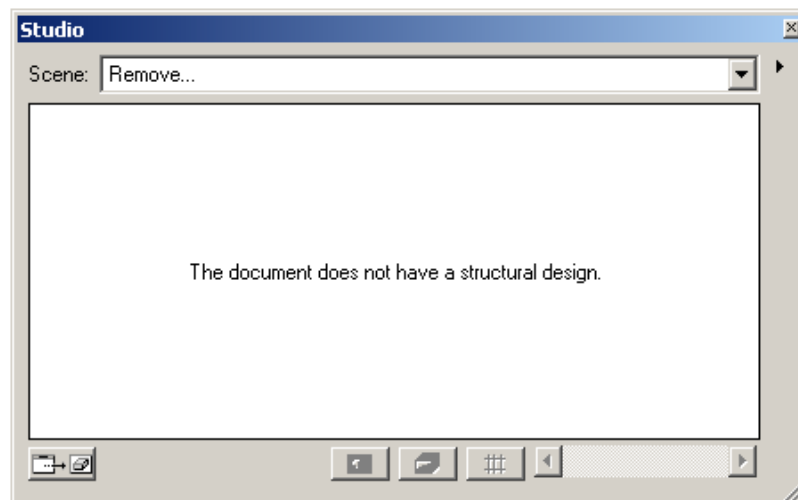 Studio
Scene: Remove...
The document does not have a structural design.